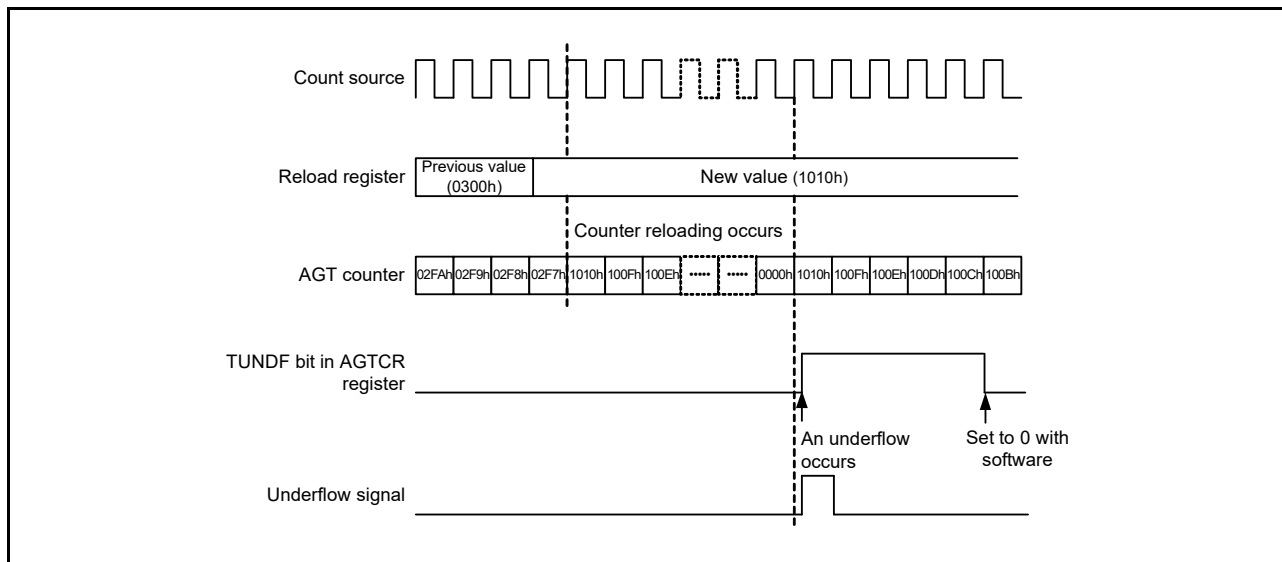 Count source
Reload register
Previous value
(0300h)
New value (1010h)
Counter reloading occurs
AGT counter
02FAh 02F9h 02F8h 02F7h 1010h 100Fh 100Eh ····· ····· 0000h 1010h 100Fh 100Eh 100Dh 100Ch 100Bh
TUNDF bit in AGTCR
register
An underflow
occurs
Set to 0 with
software
Underflow signal